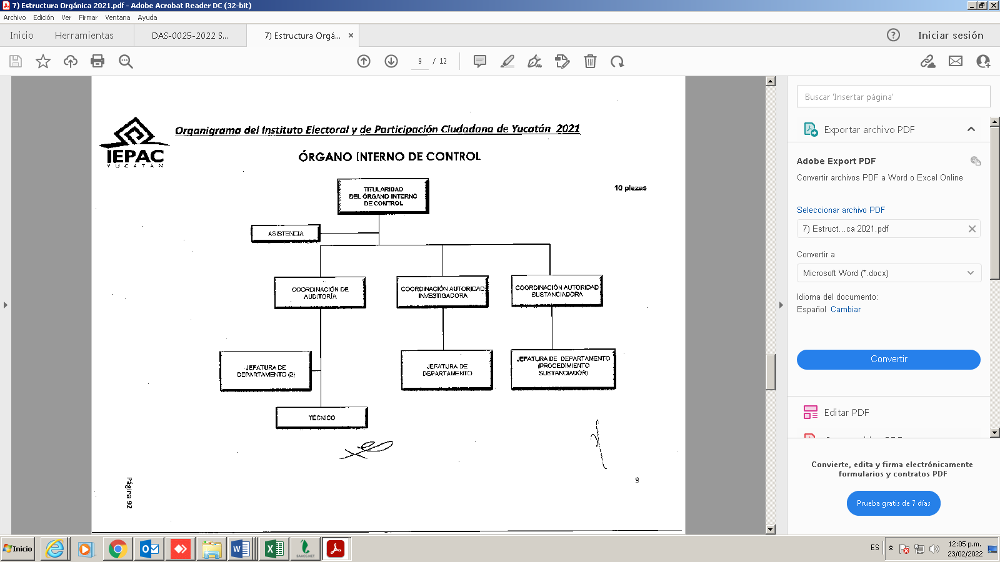 7) Estructura Orgánica 2021.pdf - Adobe Acrobat Reader DC (32-bit)
Archivo Edición Ver Firmar Ventana Ayuda
Inicio Herramientas DAS-0025-2022 S... 7) Estructura Orgá... × Iniciar sesión
9 / 12
Buscar 'Insertar página'
Exportar archivo PDF
Adobe Export PDF
Convertir archivos PDF a Word o Excel Online
Seleccionar archivo PDF
7) Estruct...ca 2021.pdf
Convertir a
Microsoft Word (*.docx)
Idioma del documento:
Español Cambiar
Convertir
Editar PDF
Convierte, edita y firma electrónicamente
formularios y contratos PDF
Prueba gratis de 7 días
IEPAC
YUCATÁN
Organigrama del Instituto Electoral y de Participación Ciudadana de Yucatán 2021
ÓRGANO INTERNO DE CONTROL
10 plazas
TITULARIDAD
DEL ÓRGANO INTERNO
DE CONTROL
ASISTENCIA
COORDINACIÓN DE
AUDITORÍA
COORDINACIÓN AUTORIDAD
INVESTIGADORA
COORDINACIÓN AUTORIDAD
SUSTANCIADORA
JEFATURA DE
DEPARTAMENTO (2)
JEFATURA DE
DEPARTAMENTO
JEFATURA DE DEPARTAMENTO
(PROCEDIMIENTO
SUSTANCIADOR)
TÉCNICO
Página 92
9
Inicio
SAACG.NET
ES
12:05 p.m.
23/02/2022